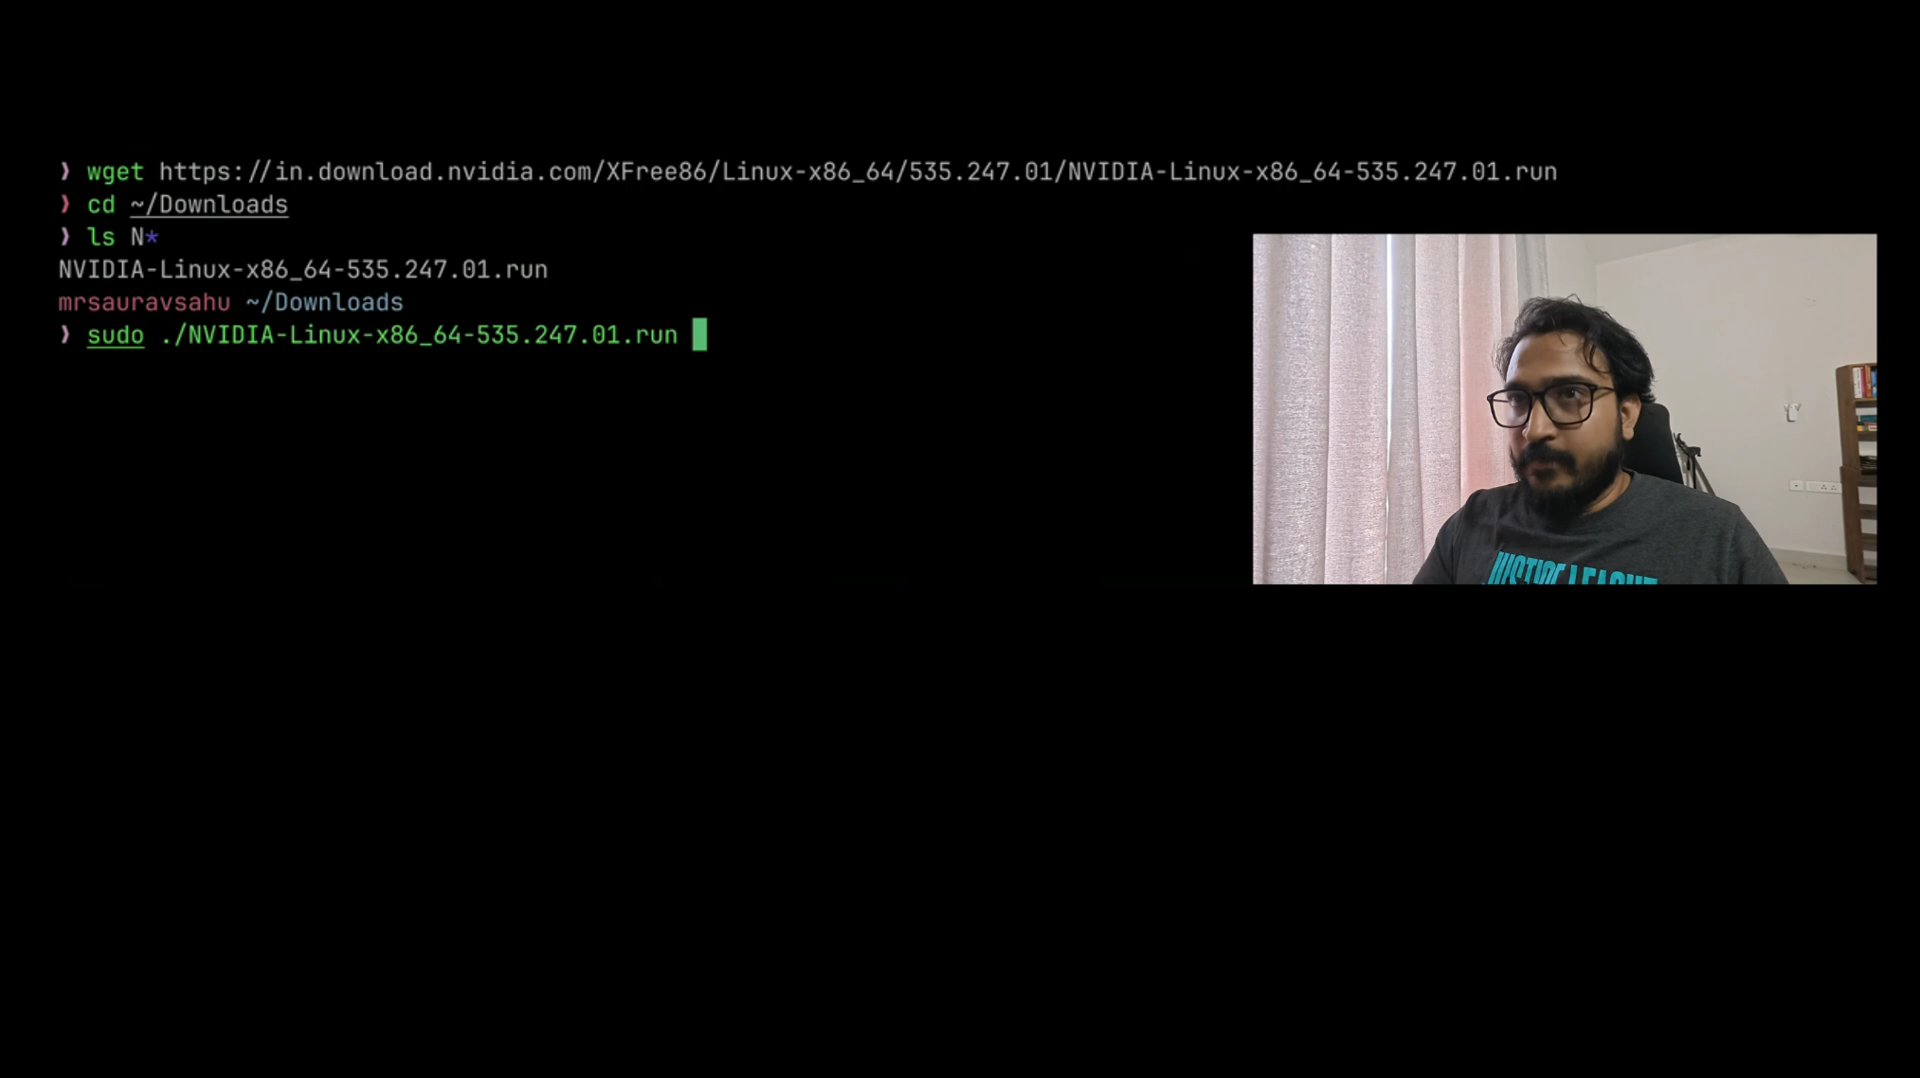 ❯ wget https://in.download.nvidia.com/XFree86/Linux-x86_64/535.247.01/NVIDIA-Linux-x86_64-535.247.01.run
❯ cd ~/Downloads
❯ ls N*
NVIDIA-Linux-x86_64-535.247.01.run
mrsauravsahu ~/Downloads
❯ sudo ./NVIDIA-Linux-x86_64-535.247.01.run
JUSTICE LEAGUE